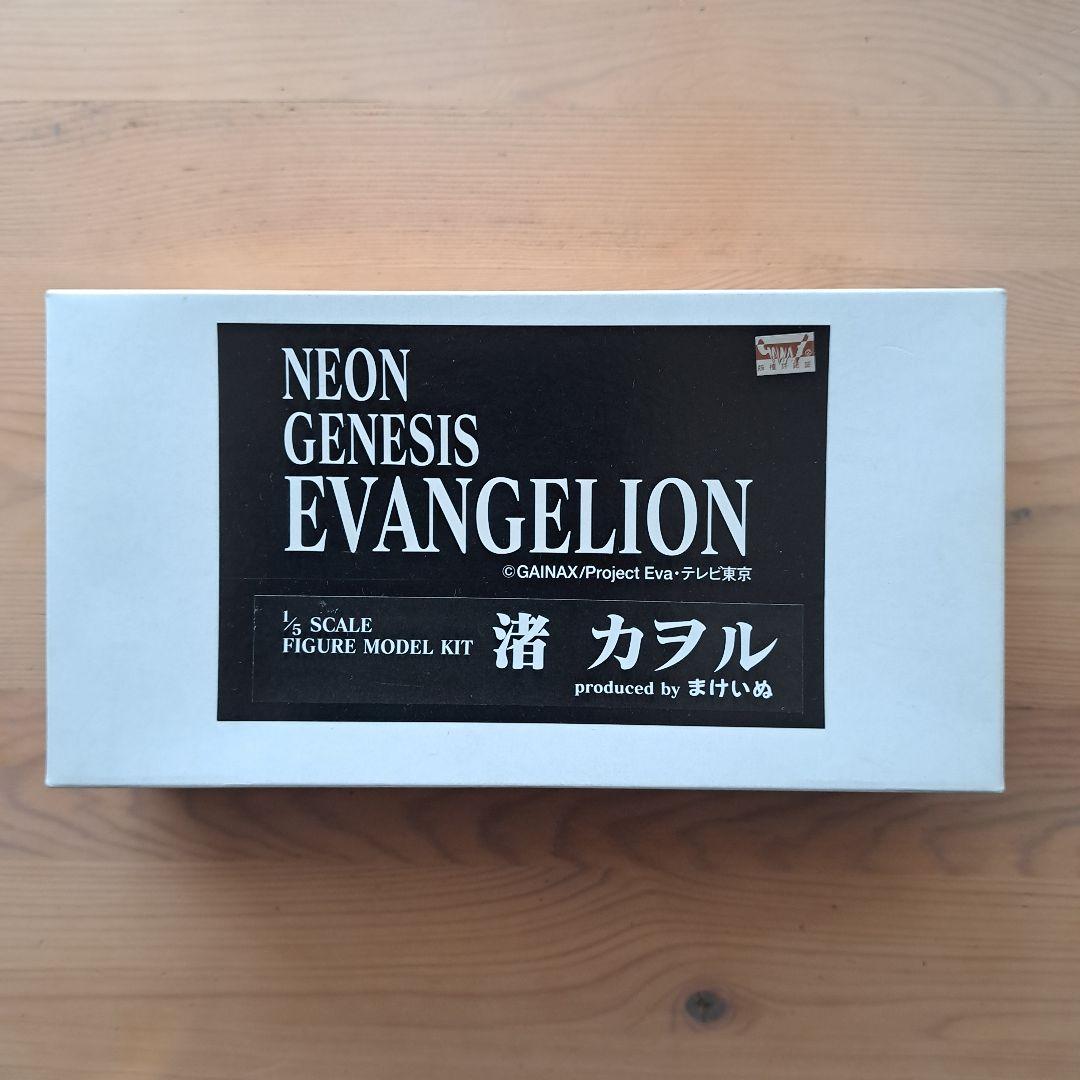 NEON
GENESIS
EVANGELION
©GAINAX/Project Eva・テレビ東京
1/5 SCALE
FIGURE MODEL KIT
渚 カヲル
produced by まけいぬ